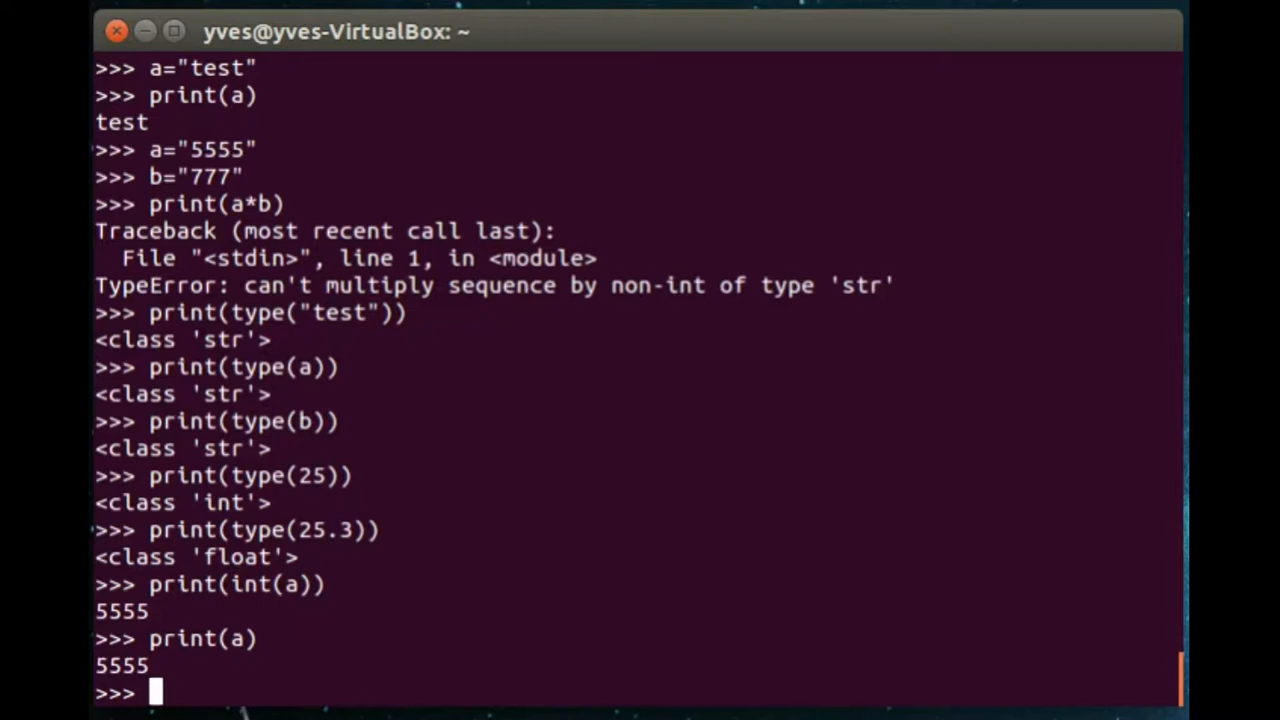 yves@yves-VirtualBox: ~
>>> a="test"
>>> print(a)
test
>>> a="5555"
>>> b="777"
>>> print(a*b)
Traceback (most recent call last):
  File "<stdin>", line 1, in <module>
TypeError: can't multiply sequence by non-int of type 'str'
>>> print(type("test"))
<class 'str'>
>>> print(type(a))
<class 'str'>
>>> print(type(b))
<class 'str'>
>>> print(type(25))
<class 'int'>
>>> print(type(25.3))
<class 'float'>
>>> print(int(a))
5555
>>> print(a)
5555
>>>